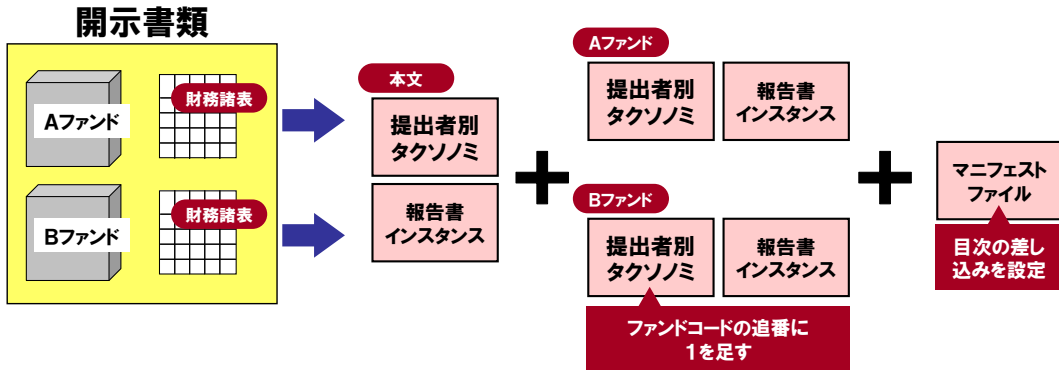 開示書類
Aファンド
財務諸表
Bファンド
財務諸表
本文
提出者別
タクソノミ
報告書
インスタンス
Aファンド
提出者別
タクソノミ
報告書
インスタンス
Bファンド
提出者別
タクソノミ
報告書
インスタンス
ファンドコードの追番に
1を足す
マニフェスト
ファイル
目次の差し
込みを設定